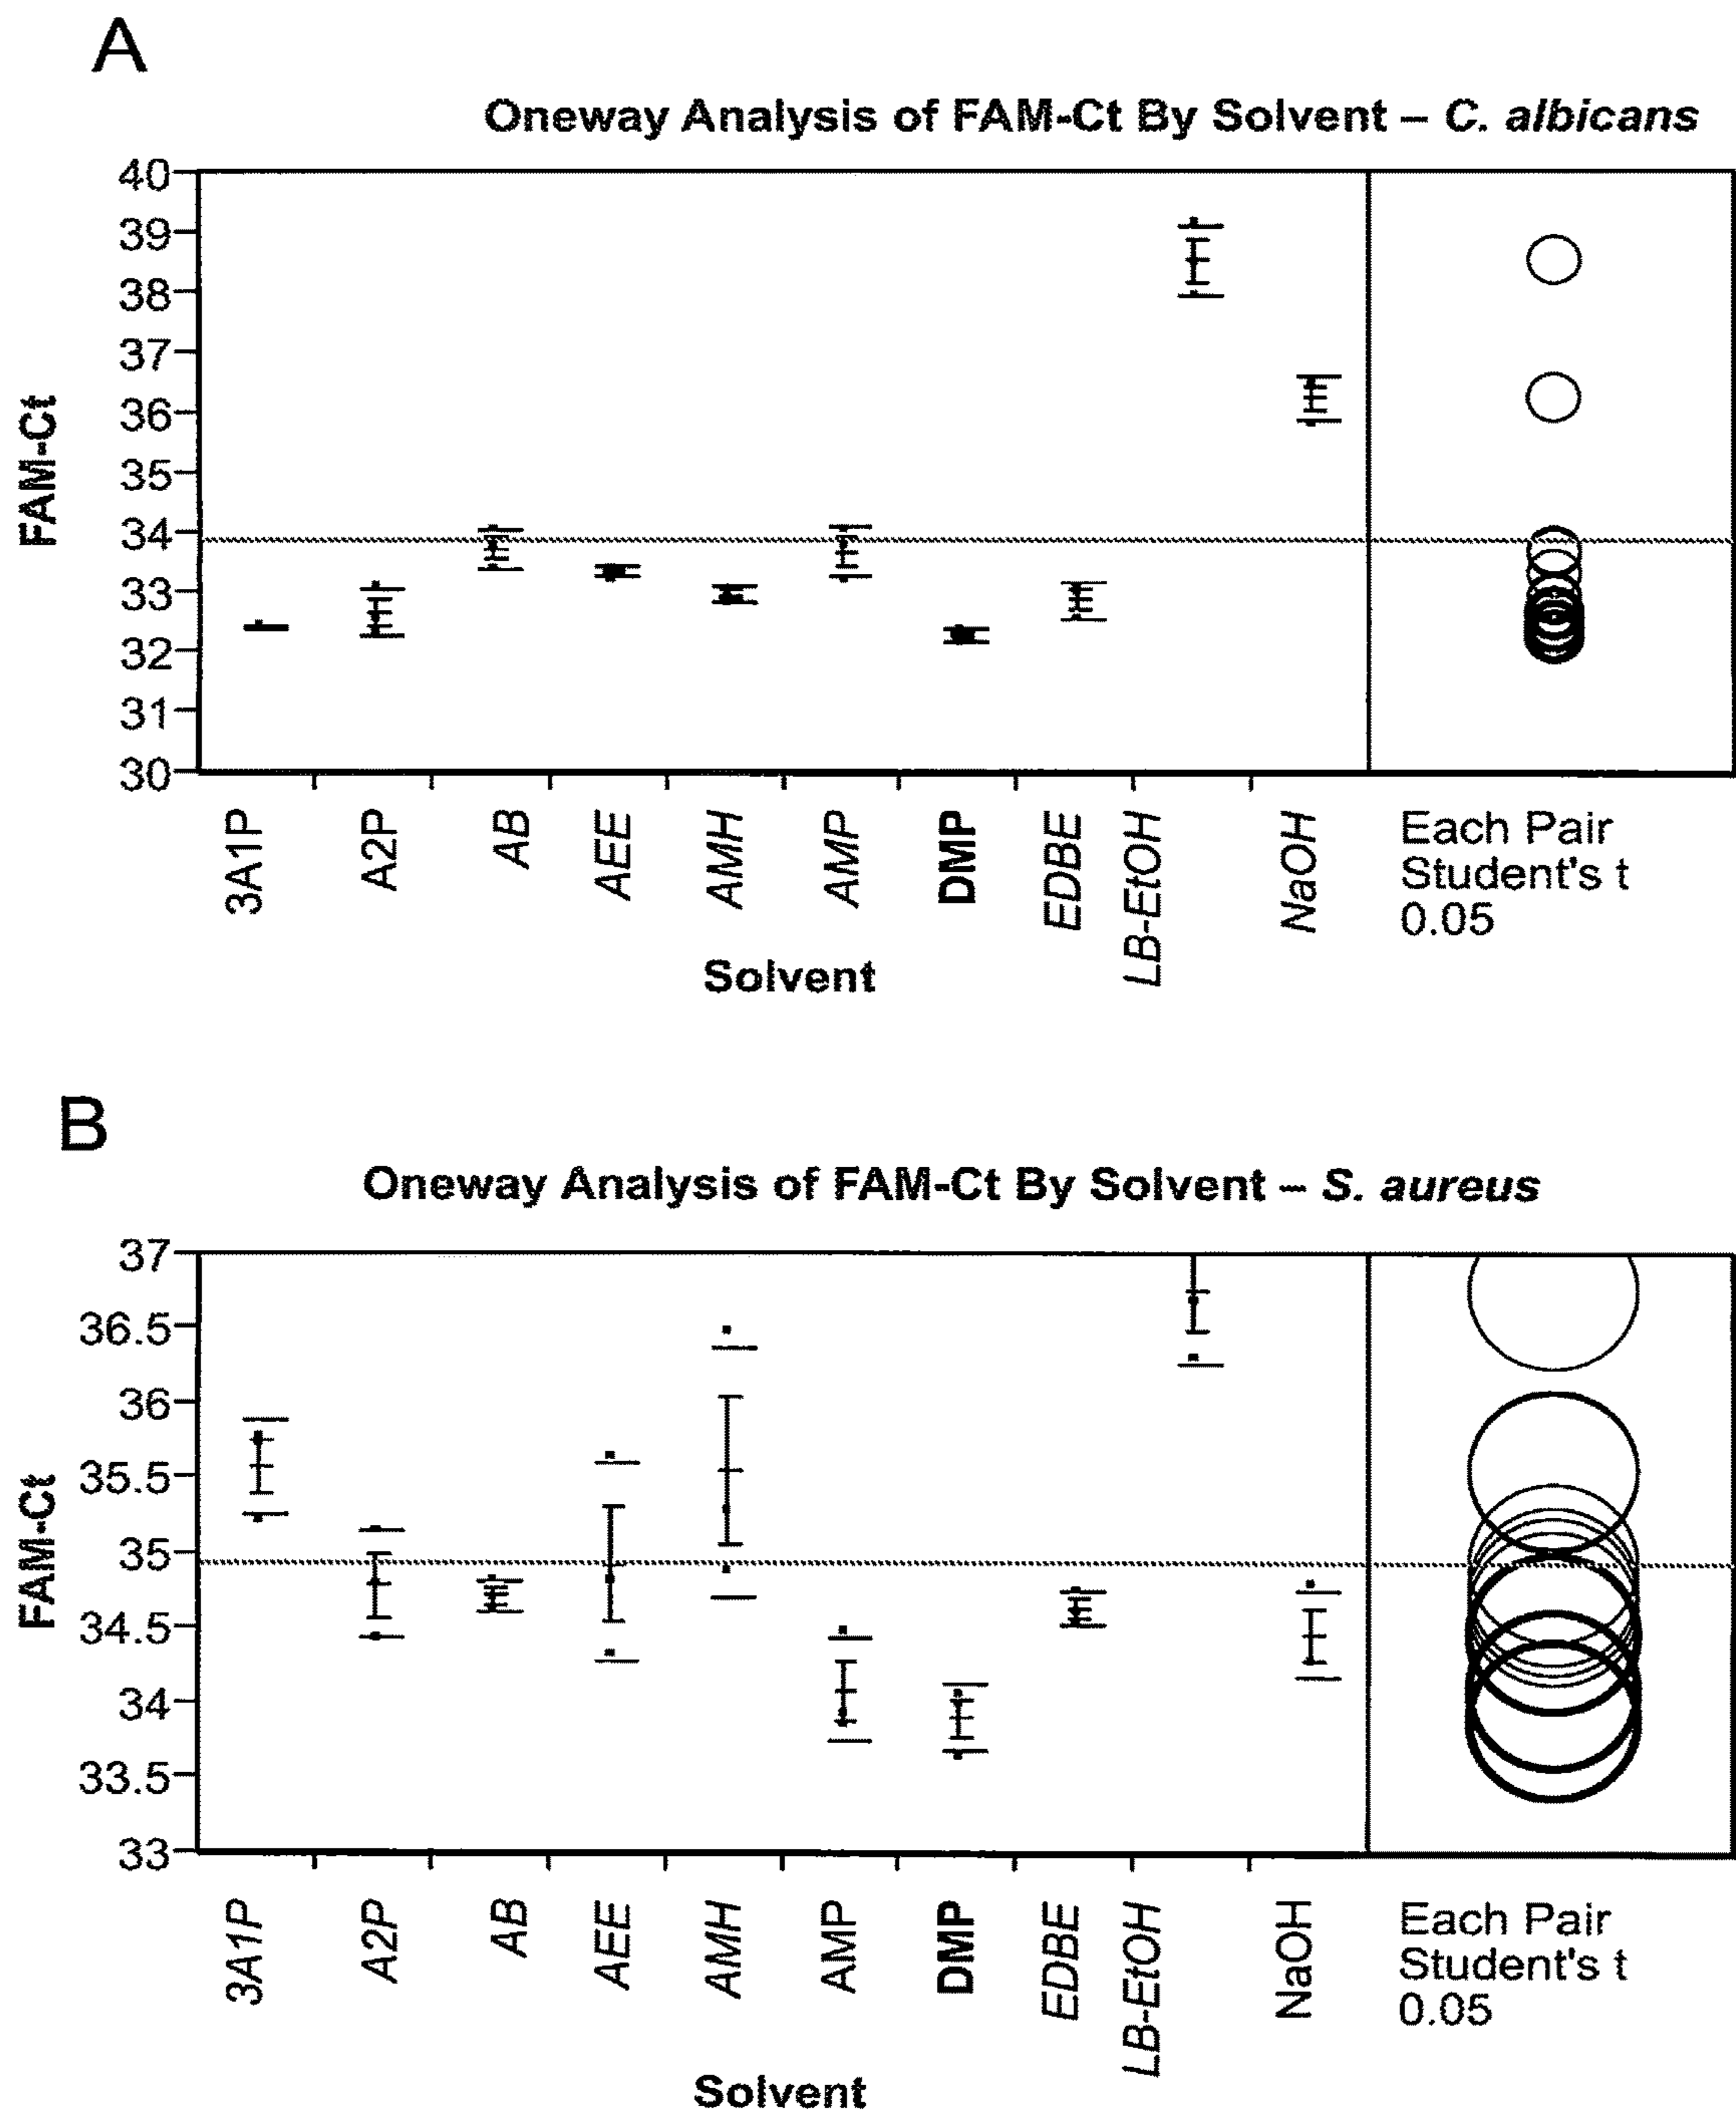 A
Oneway Analysis of FAM-Ct By Solvent – C. albicans
40
39
38
37
36
35
34
33
32
31
30
FAM-Ct
3A1P
A2P
AB
AEE
AMH
AMP
DMP
EDBE
LB-EtOH
NaOH
Each Pair
Student's t
0.05
Solvent
B
Oneway Analysis of FAM-Ct By Solvent – S. aureus
37
36.5
36
35.5
35
34.5
34
33.5
33
FAM-Ct
3A1P
A2P
AB
AEE
AMH
AMP
DMP
EDBE
LB-EtOH
NaOH
Each Pair
Student's t
0.05
Solvent